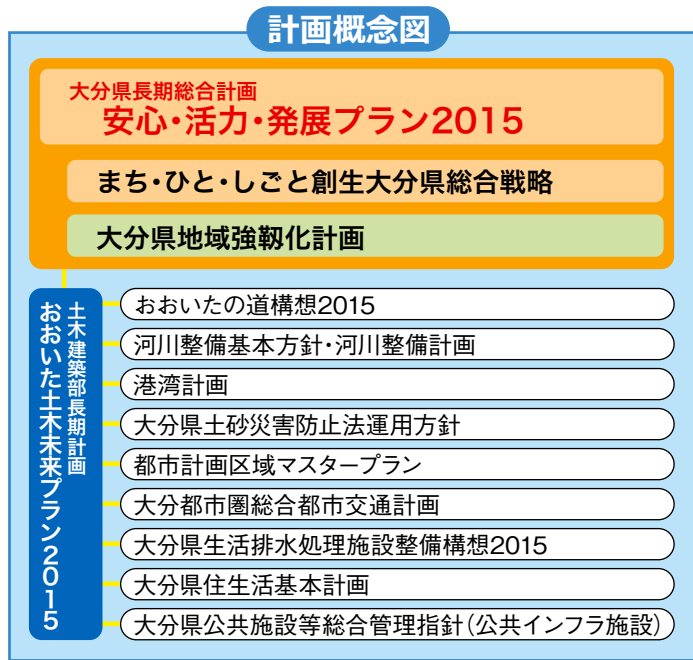 計画概念図
大分県長期総合計画
安心・活力・発展プラン2015
まち・ひと・しごと創生大分県総合戦略
大分県地域強靱化計画
土木建築部長期計画
おおいた土木未来プラン2015
おおいたの道構想2015
河川整備基本方針・河川整備計画
港湾計画
大分県土砂災害防止法運用方針
都市計画区域マスタープラン
大分都市圏総合都市交通計画
大分県生活排水処理施設整備構想2015
大分県住生活基本計画
大分県公共施設等総合管理指針（公共インフラ施設）